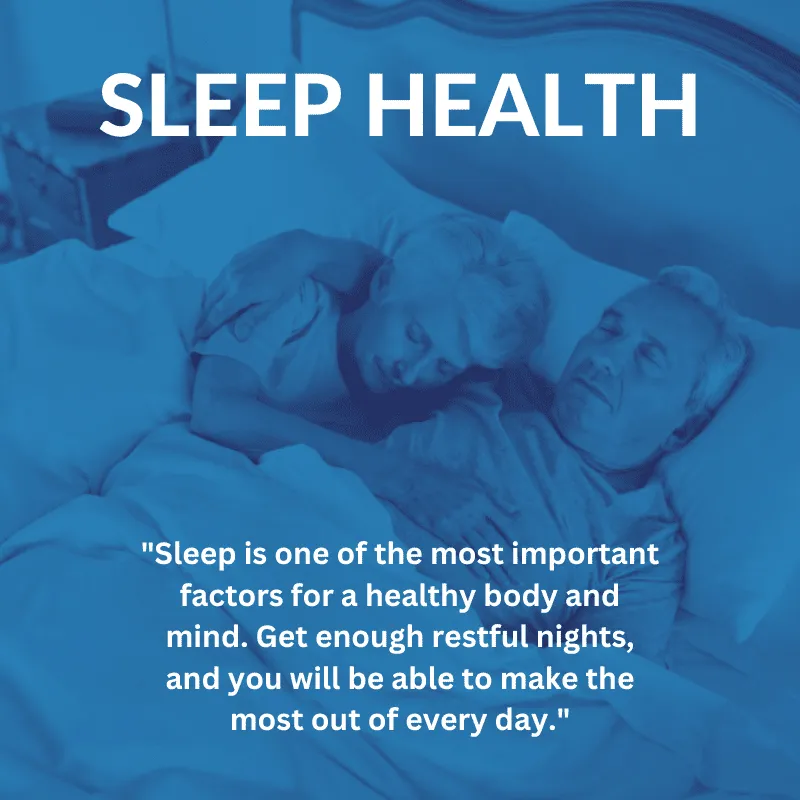 SLEEP HEALTH
"Sleep is one of the most important
factors for a healthy body and
mind. Get enough restful nights,
and you will be able to make the
most out of every day."